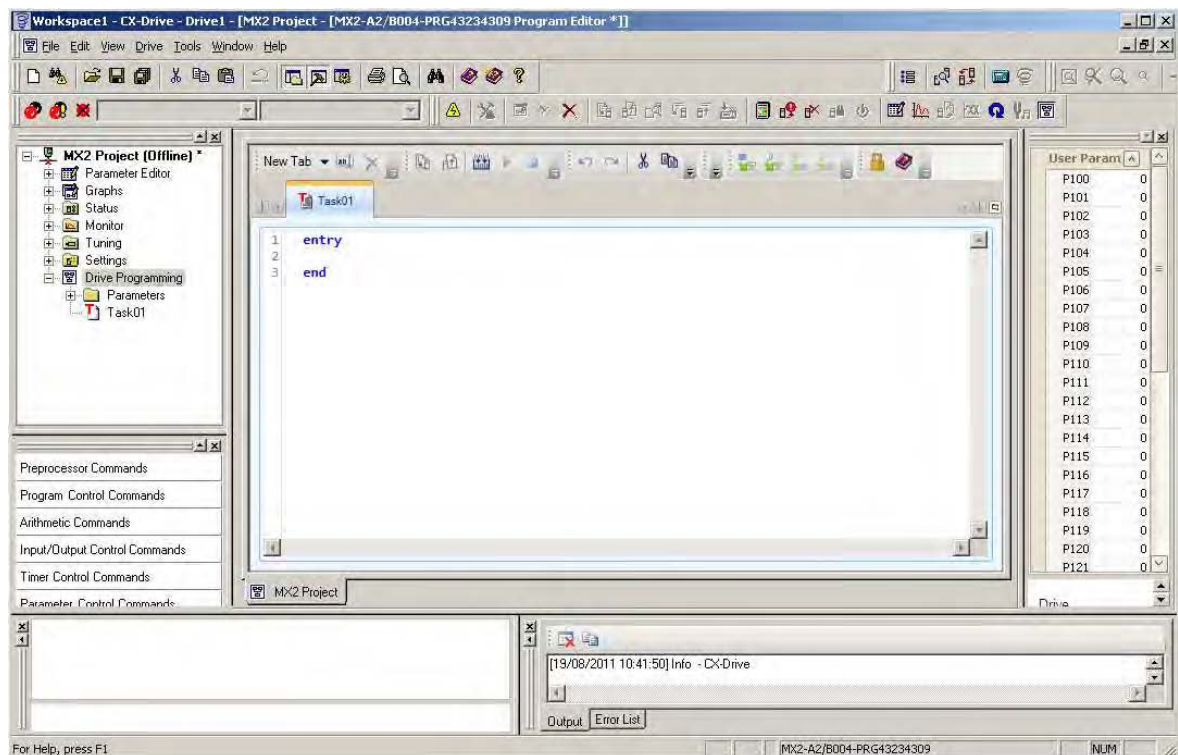 Workspace1 - CX-Drive - Drive1 - [MX2 Project - [MX2-A2/B004-PRG43234309 Program Editor *]]
File Edit View Drive Tools Window Help
MX2 Project (Offline) *
Parameter Editor
Graphs
Status
Monitor
Tuning
Settings
Drive Programming
Parameters
Task01
Preprocessor Commands
Program Control Commands
Arithmetic Commands
Input/Output Control Commands
Timer Control Commands
Parameter Control Commands
New Tab
Task01
1 entry
2
3 end
MX2 Project
User Param
P100 0
P101 0
P102 0
P103 0
P104 0
P105 0
P106 0
P107 0
P108 0
P109 0
P110 0
P111 0
P112 0
P113 0
P114 0
P115 0
P116 0
P117 0
P118 0
P119 0
P120 0
P121 0
Drive
[19/08/2011 10:41:50] Info - CX-Drive
Output Error List
For Help, press F1
MX2-A2/B004-PRG43234309
NUM